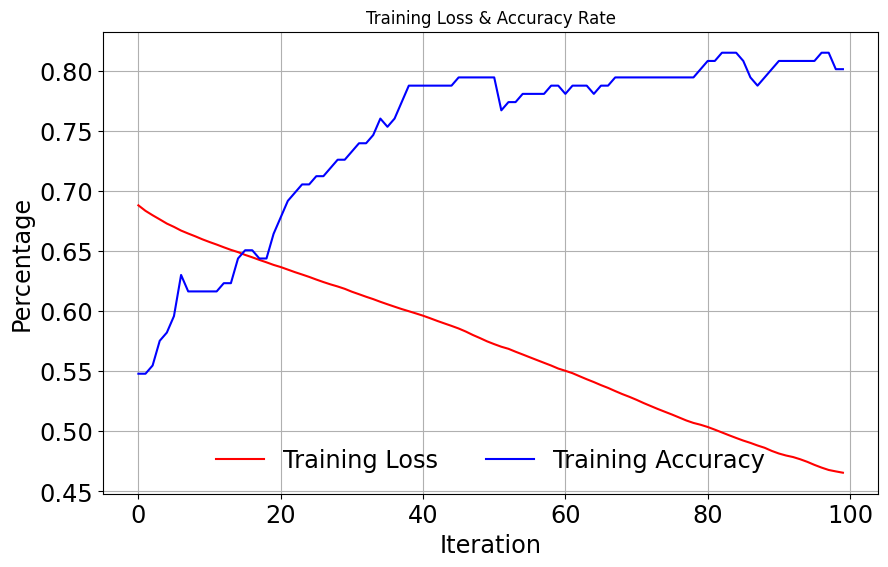 Training Loss & Accuracy Rate
0.80
0.75
0.70
0.65
0.60
0.55
0.50
0.45
Percentage
Training Loss Training Accuracy
0 20 40 60 80 100
Iteration